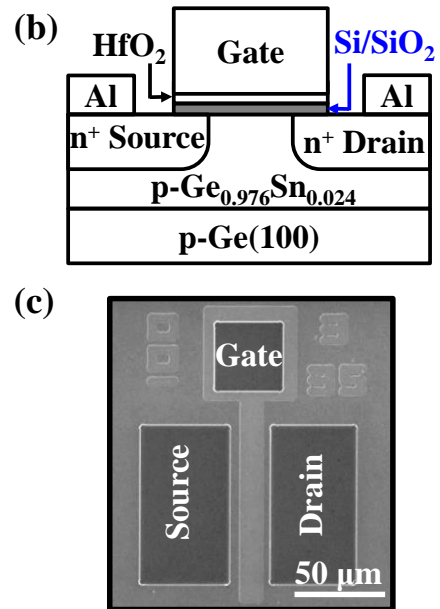 (b)
HfO₂ Gate Si/SiO₂
Al Al
n⁺ Source n⁺ Drain
p-Ge₀.₉₇₆Sn₀.₀₂₄
p-Ge(100)
(c)
Gate
Source
Drain
50 μm